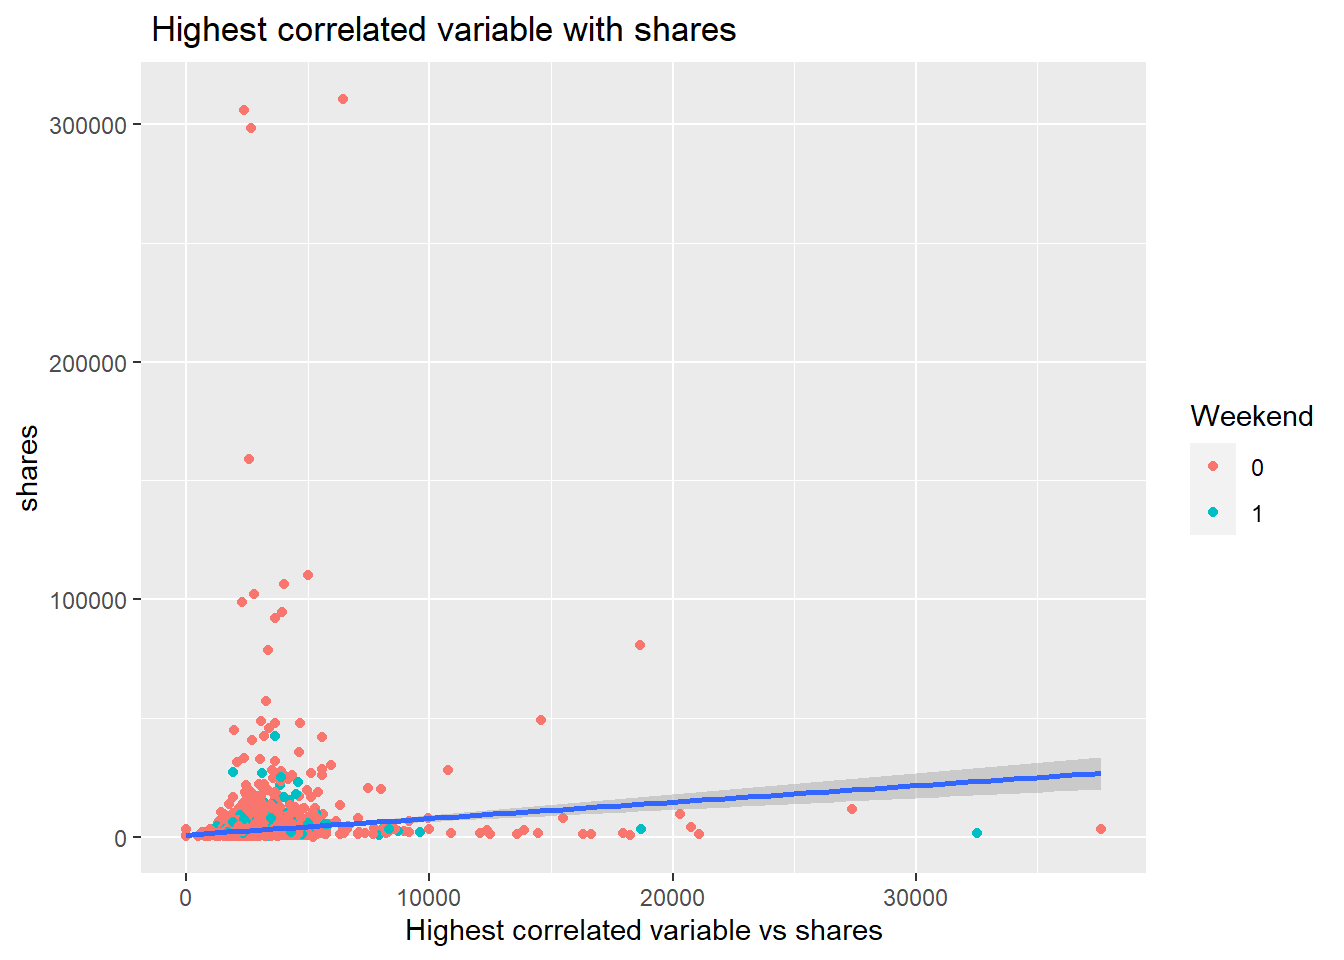 Highest correlated variable with shares
300000
200000
100000
0
shares
0
10000
20000
30000
Highest correlated variable vs shares
Weekend
0
1